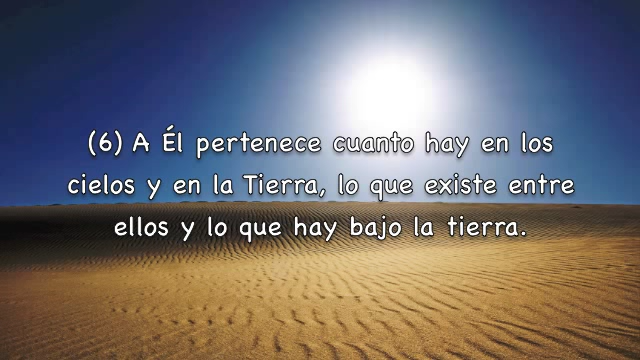 (6) A Él pertenece cuanto hay en los
cielos y en la Tierra, lo que existe entre
ellos y lo que hay bajo la tierra.